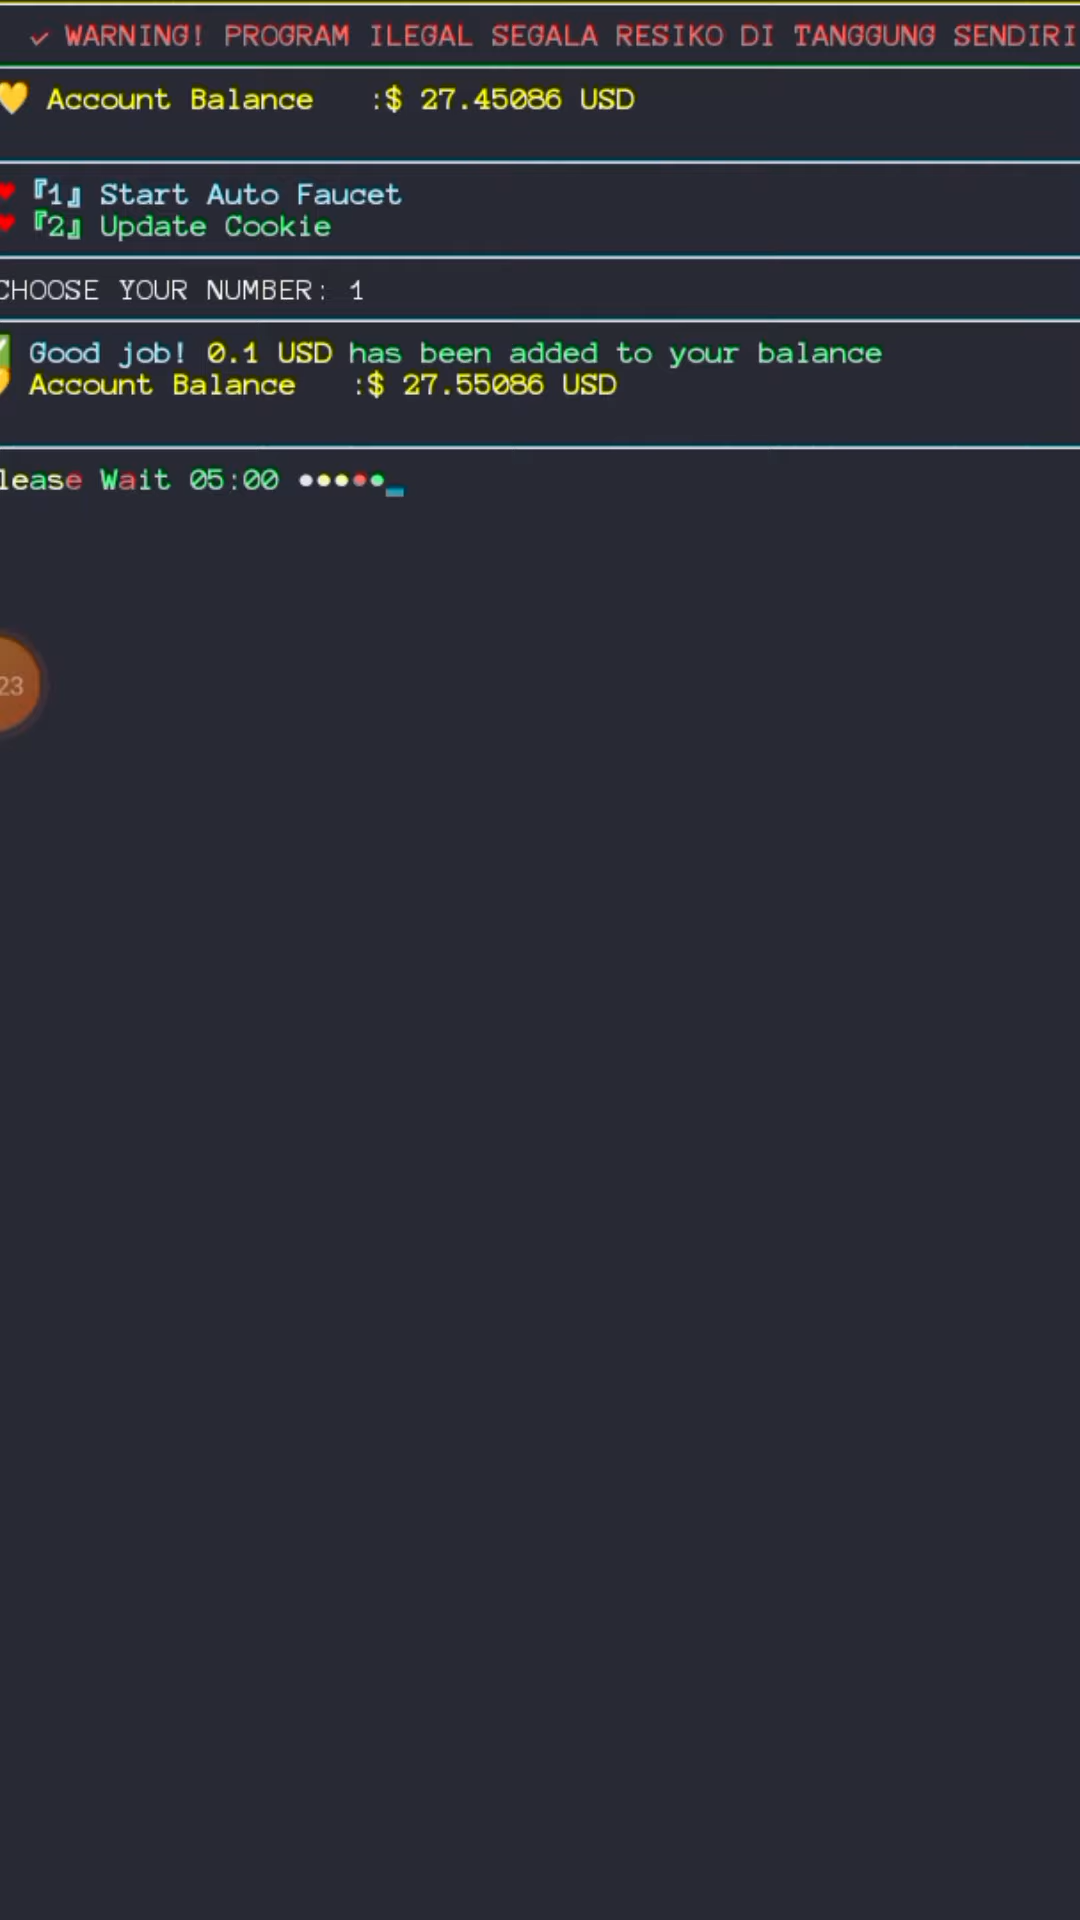 ✓ WARNING! PROGRAM ILEGAL SEGALA RESIKO DI TANGGUNG SENDIRI
💛 Account Balance :$ 27.45086 USD
♥ 『1』 Start Auto Faucet
♥ 『2』 Update Cookie
CHOOSE YOUR NUMBER: 1
✅ Good job! 0.1 USD has been added to your balance
💛 Account Balance :$ 27.55086 USD
lease Wait 05:00 •••••
23